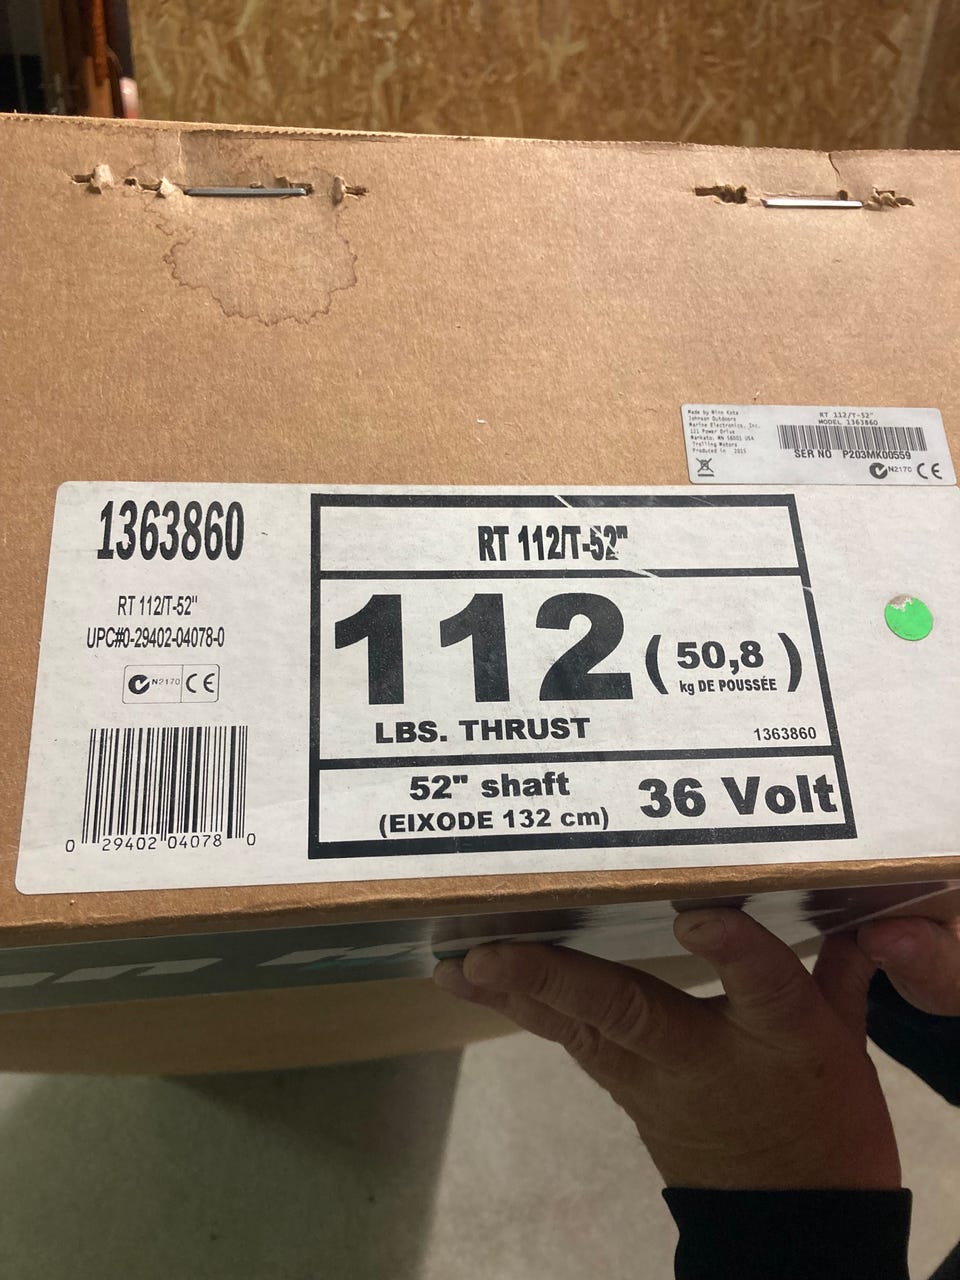 Made by Minn Kota
Johnson Outdoors
Marine Electronics, Inc.
121 Power Drive
Mankato, MN 56001 USA
Trolling Motors
Produced in 2015
RT 112/T-52"
MODEL 1363860
SER NO P203MK00559
N2170 CE
1363860
RT 112/T-52"
UPC#0-29402-04078-0
N2170 CE
0 29402 04078 0
RT 112/T-52"
112 (50,8)
kg DE POUSSÉE
LBS. THRUST
1363860
52" shaft
(EIXODE 132 cm)
36 Volt